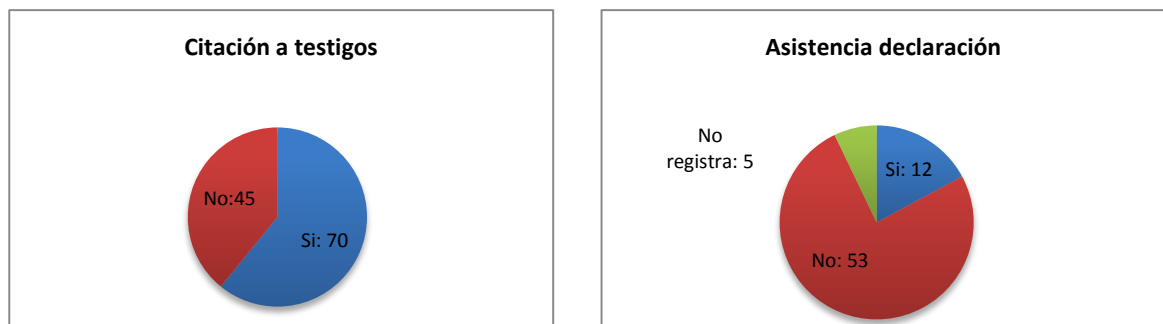 Citación a testigos
No:45
Si: 70
Asistencia declaración
No
registra: 5
Si: 12
No: 53